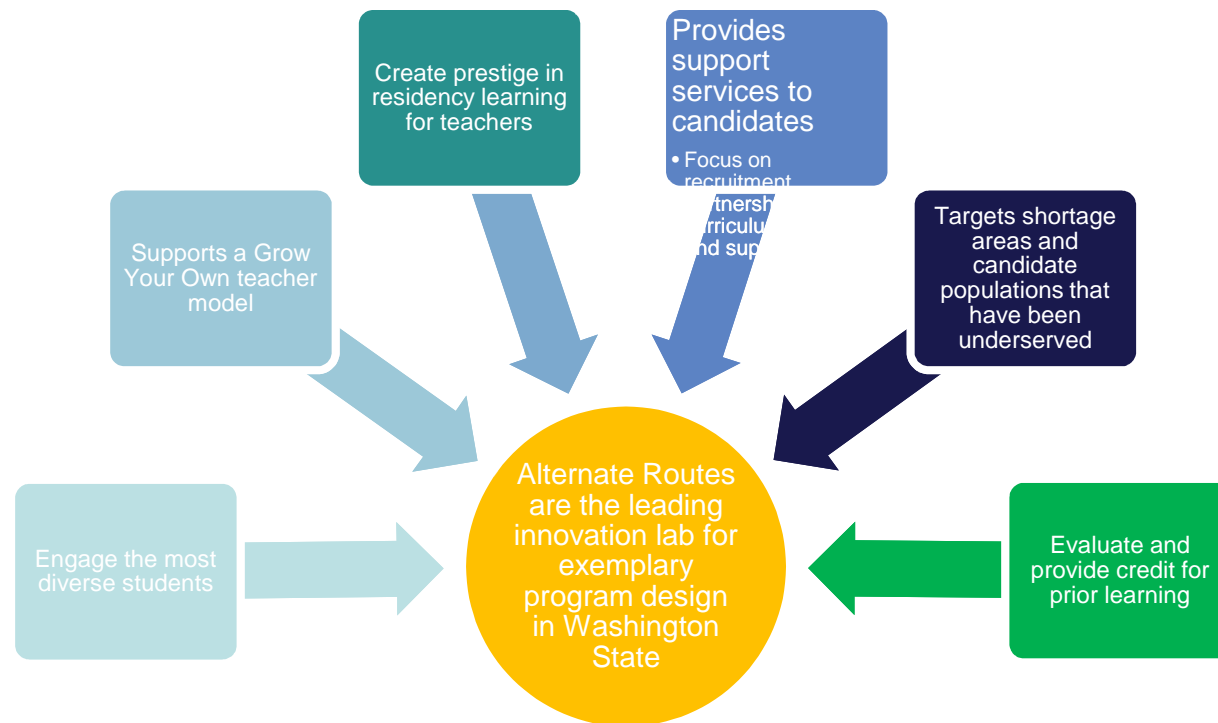 Create prestige in
residency learning
for teachers
Provides
support
services to
candidates
• Focus on
recruitment
Supports a Grow
Your Own teacher
model
Targets shortage
areas and
candidate
populations that
have been
underserved
Engage the most
diverse students
Alternate Routes
are the leading
innovation lab for
exemplary
program design
in Washington
State
Evaluate and
provide credit for
prior learning